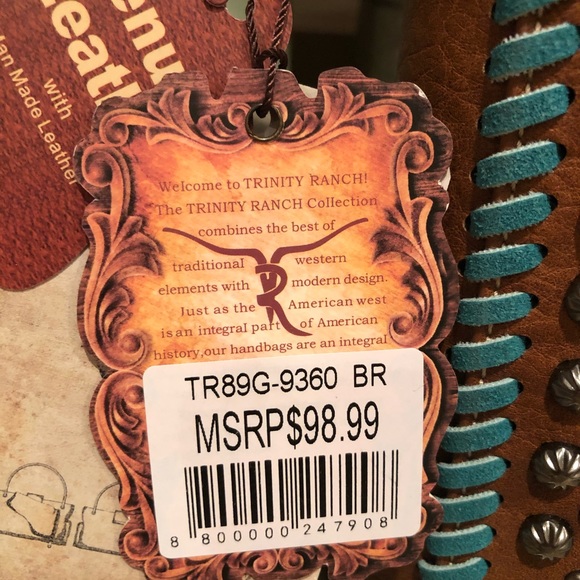 with
Welcome to TRINITY RANCH!
The TRINITY RANCH Collection
combines the best of
traditional western
elements with modern design.
Just as the American west
is an integral part of American
history,our handbags are an integral
TR89G-9360 BR
MSRP$98.99
8 800000 247908
Made Leather